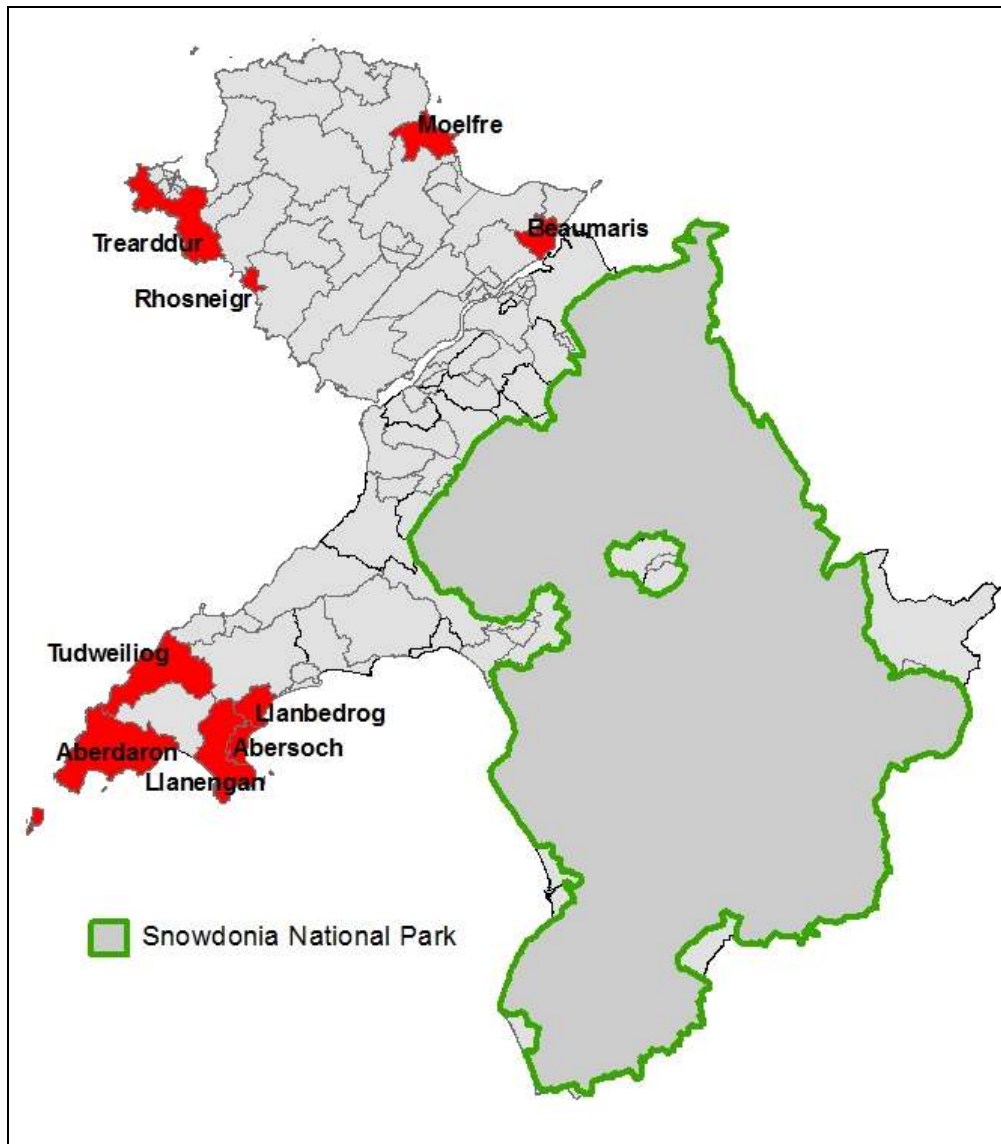 Moelfre
Beaumaris
Trearddur
Rhosneigr
Tudweiliog
Llanbedrog
Abersoch
Aberdaron
Llanengan
Snowdonia National Park